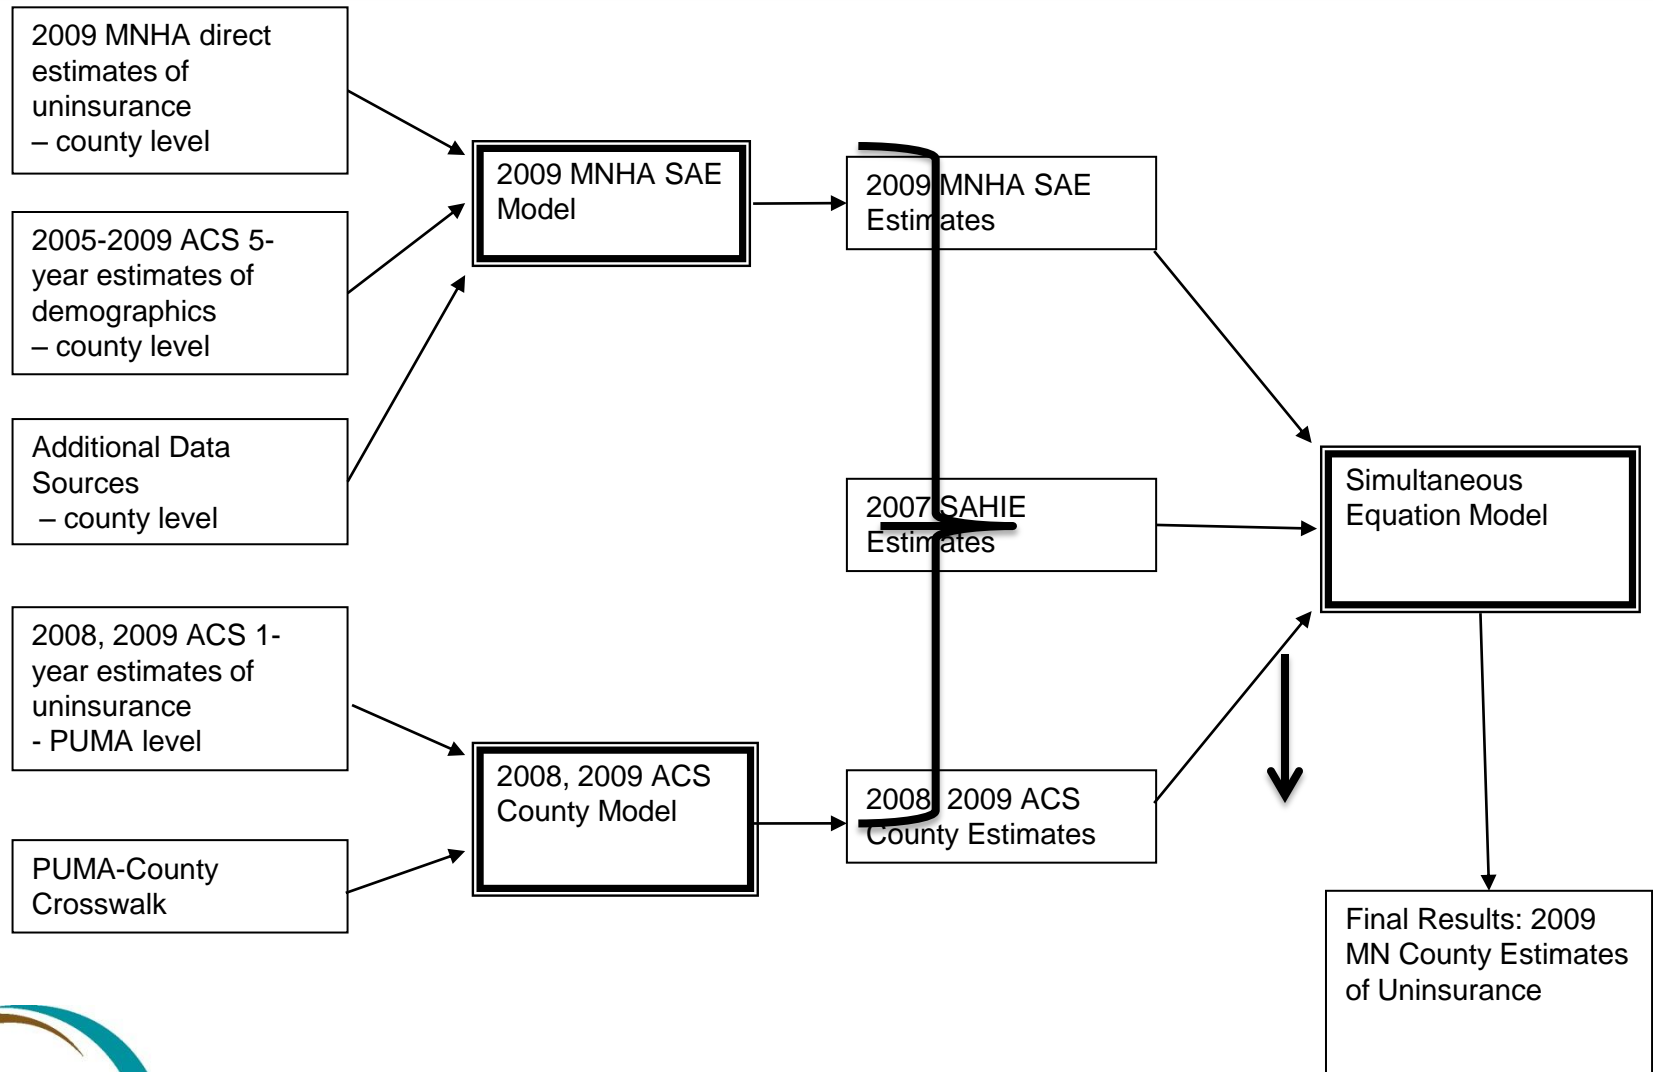 2009 MNHA direct
estimates of
uninsurance
– county level
2005-2009 ACS 5-
year estimates of
demographics
– county level
Additional Data
Sources
– county level
2008, 2009 ACS 1-
year estimates of
uninsurance
- PUMA level
PUMA-County
Crosswalk
2009 MNHA SAE
Model
2008, 2009 ACS
County Model
2009 MNHA SAE
Estimates
2007 SAHIE
Estimates
2008, 2009 ACS
County Estimates
Simultaneous
Equation Model
Final Results: 2009
MN County Estimates
of Uninsurance